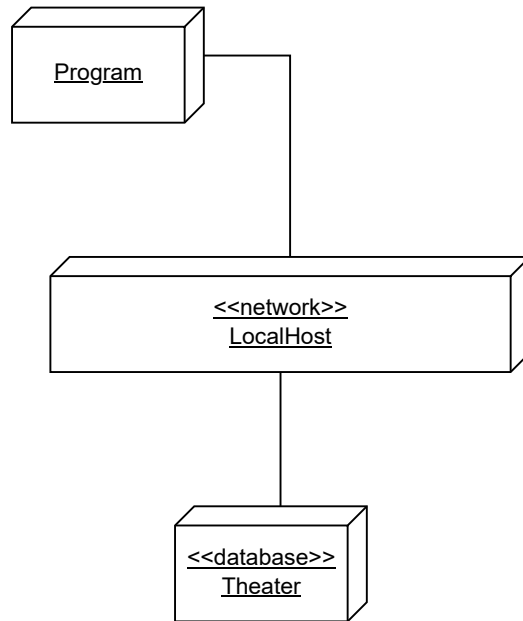 Program
<<network>>
LocalHost
<<database>>
Theater